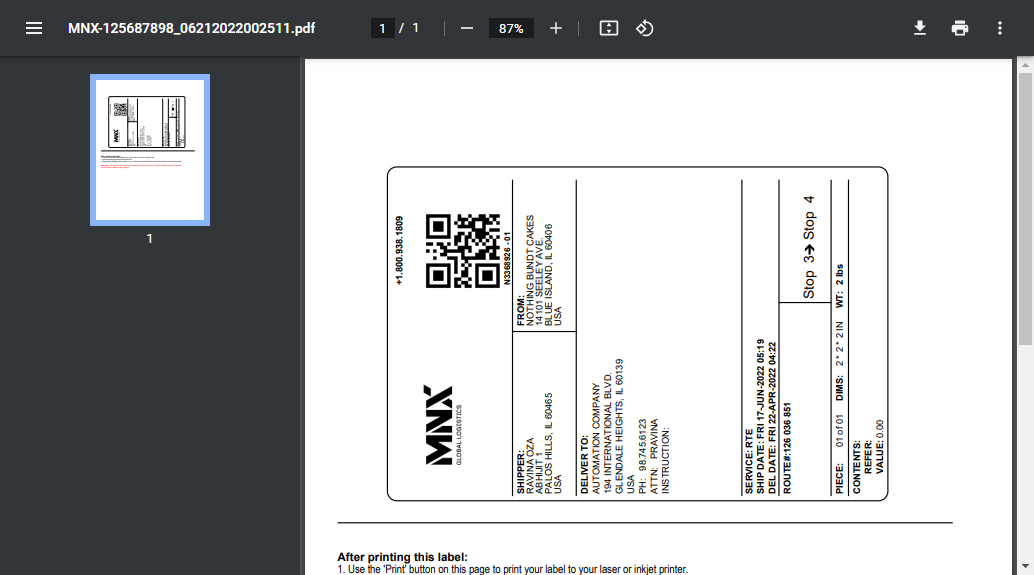 MNX-125687898_06212022002511.pdf
1 / 1
87%
1
+1.800.938.1809
N3368926 -01
MNX
GLOBAL LOGISTICS
SHIPPER:
RAVINA OZA
ABHIJIT 1
PALOS HILLS, IL 60465
USA
FROM:
NOTHING BUNDT CAKES
14101 SEELEY AVE.
BLUE ISLAND, IL 60406
USA
DELIVER TO:
AUTOMATION COMPANY
194 INTERNATIONAL BLVD.
GLENDALE HEIGHTS, IL 60139
USA
PH: 98.745.6123
ATTN: PRAVINA
INSTRUCTION:
SERVICE: RTE
SHIP DATE: FRI 17-JUN-2022 05:19
DEL DATE: FRI 22-APR-2022 04:22
ROUTE#:126 036 851
Stop 3➔ Stop 4
PIECE: 01 of 01 DIMS: 2 * 2 * 2 IN WT: 2 lbs
CONTENTS:
REFER:
VALUE: 0.00
After printing this label:
1. Use the 'Print' button on this page to print your label to your laser or inkjet printer.